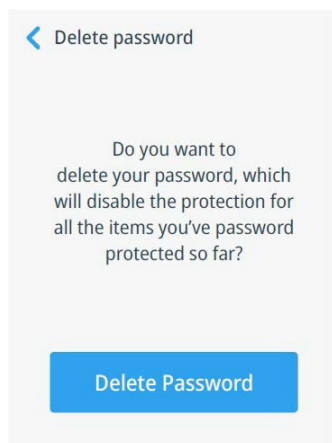 Delete password
Do you want to
delete your password, which
will disable the protection for
all the items you’ve password
protected so far?
Delete Password